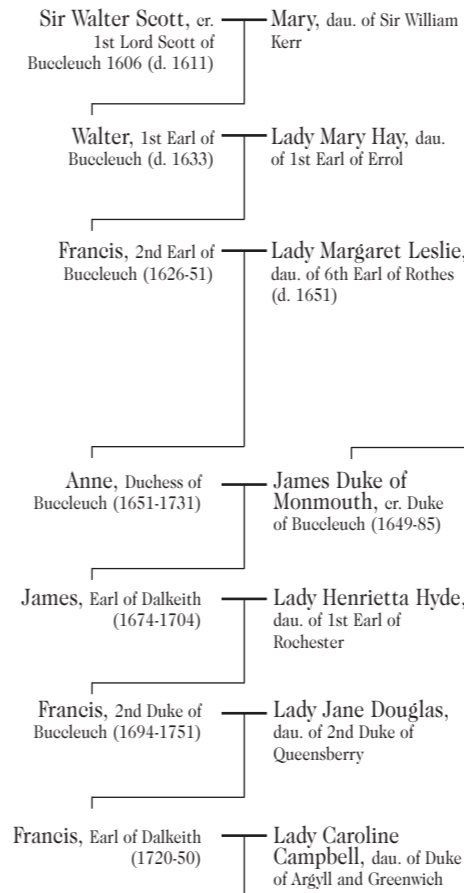 Sir Walter Scott, cr.
1st Lord Scott of
Buccleuch 1606 (d. 1611)
Mary, dau. of Sir William
Kerr
Walter, 1st Earl of
Buccleuch (d. 1633)
Lady Mary Hay, dau.
of 1st Earl of Errol
Francis, 2nd Earl of
Buccleuch (1626-51)
Lady Margaret Leslie,
dau. of 6th Earl of Rothes
(d. 1651)
Anne, Duchess of
Buccleuch (1651-1731)
James Duke of
Monmouth, cr. Duke
of Buccleuch (1649-85)
James, Earl of Dalkeith
(1674-1704)
Lady Henrietta Hyde,
dau. of 1st Earl of
Rochester
Francis, 2nd Duke of
Buccleuch (1694-1751)
Lady Jane Douglas,
dau. of 2nd Duke of
Queensberry
Francis, Earl of Dalkeith
(1720-50)
Lady Caroline
Campbell, dau. of Duke
of Argyll and Greenwich